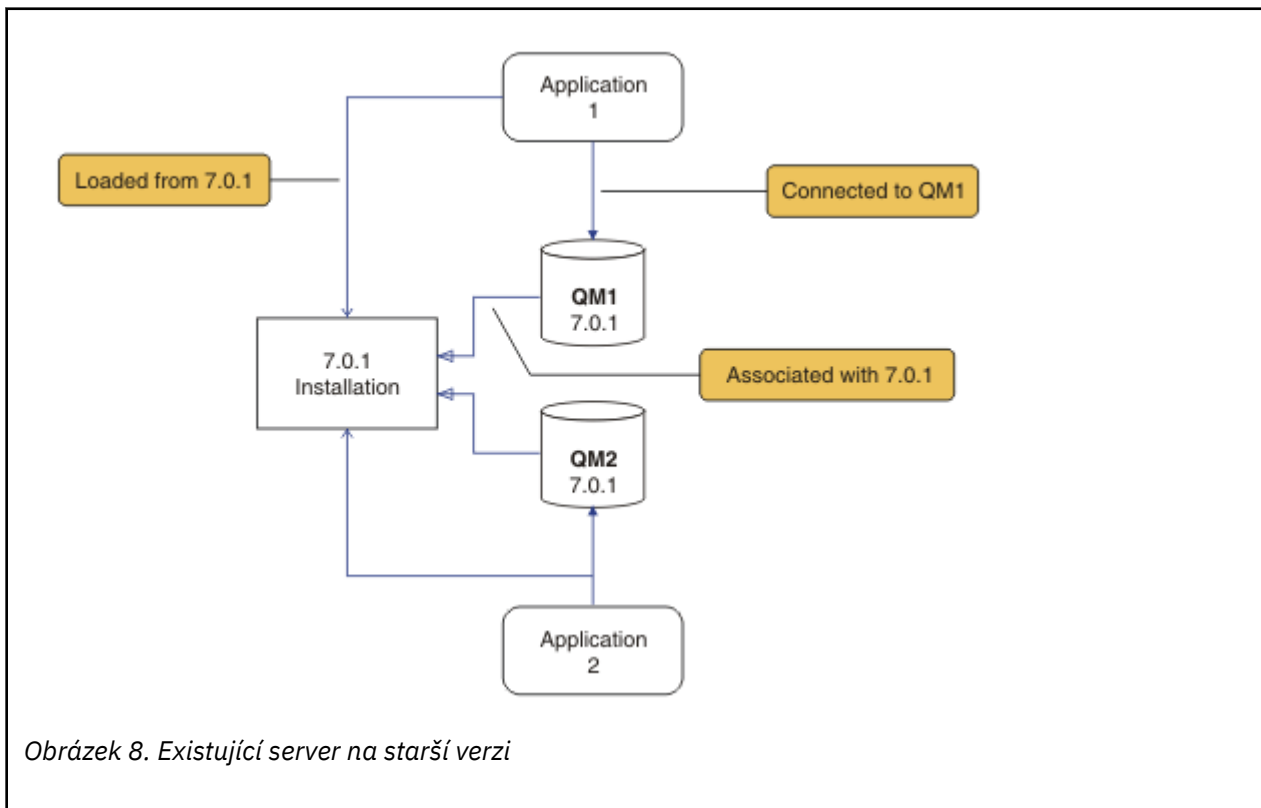 Application
1
Loaded from 7.0.1
Connected to QM1
QM1
7.0.1
7.0.1
Installation
Associated with 7.0.1
QM2
7.0.1
Application
2
Obrázek 8. Existující server na starší verzi